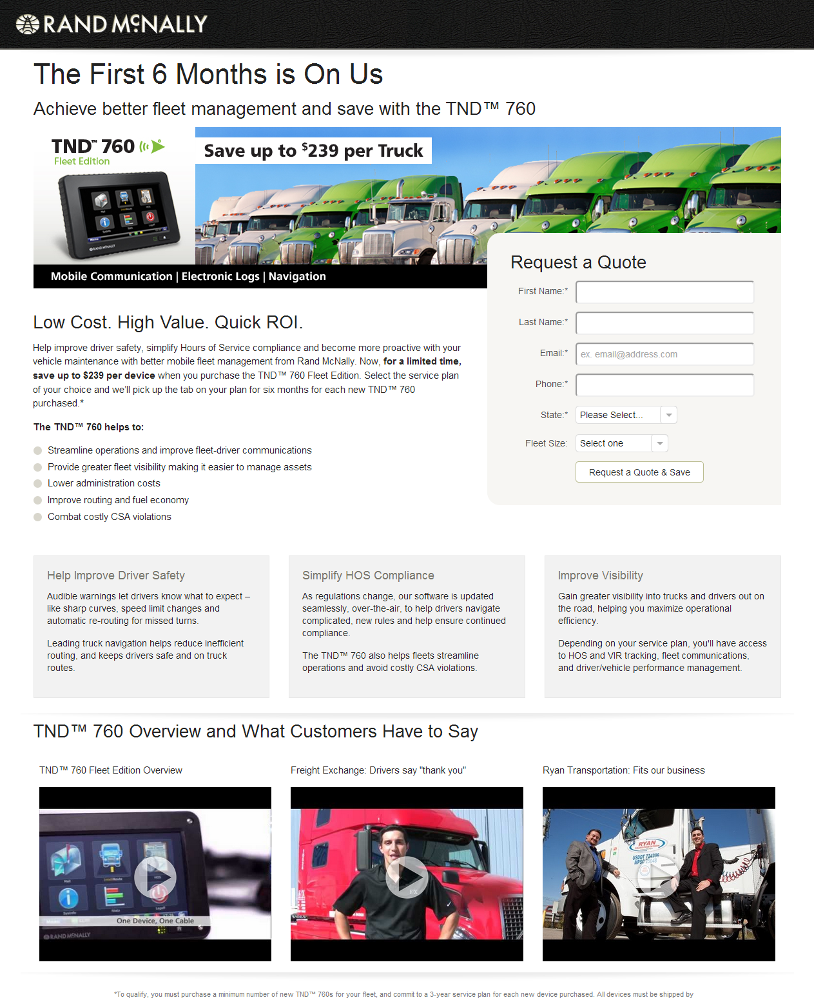 RAND McNALLY
The First 6 Months is On Us
Achieve better fleet management and save with the TND™ 760
TND™ 760
Fleet Edition
Save up to $239 per Truck
RAND McNALLY
Mobile Communication | Electronic Logs | Navigation
Request a Quote
First Name:*
Last Name:*
Email:* ex. email@address.com
Phone:*
State:* Please Select...
Fleet Size: Select one
Request a Quote & Save
Low Cost. High Value. Quick ROI.
Help improve driver safety, simplify Hours of Service compliance and become more proactive with your
vehicle maintenance with better mobile fleet management from Rand McNally. Now, for a limited time,
save up to $239 per device when you purchase the TND™ 760 Fleet Edition. Select the service plan
of your choice and we'll pick up the tab on your plan for six months for each new TND™ 760
purchased.*
The TND™ 760 helps to:
Streamline operations and improve fleet-driver communications
Provide greater fleet visibility making it easier to manage assets
Lower administration costs
Improve routing and fuel economy
Combat costly CSA violations
Help Improve Driver Safety
Audible warnings let drivers know what to expect –
like sharp curves, speed limit changes and
automatic re-routing for missed turns.
Leading truck navigation helps reduce inefficient
routing, and keeps drivers safe and on truck
routes.
Simplify HOS Compliance
As regulations change, our software is updated
seamlessly, over-the-air, to help drivers navigate
complicated, new rules and help ensure continued
compliance.
The TND™ 760 also helps fleets streamline
operations and avoid costly CSA violations.
Improve Visibility
Gain greater visibility into trucks and drivers out on
the road, helping you maximize operational
efficiency.
Depending on your service plan, you'll have access
to HOS and VIR tracking, fleet communications,
and driver/vehicle performance management.
TND™ 760 Overview and What Customers Have to Say
TND™ 760 Fleet Edition Overview
Freight Exchange: Drivers say "thank you"
Ryan Transportation: Fits our business
Mail
HOS
SysInfo
Stats
Logoff
One Device, One Cable
RAND McNALLY
F/X
VOLVO
RYAN
TRANSPORTATION
USDOT 724206
*To qualify, you must purchase a minimum number of new TND™ 760s for your fleet, and commit to a 3-year service plan for each new device purchased. All devices must be shipped by